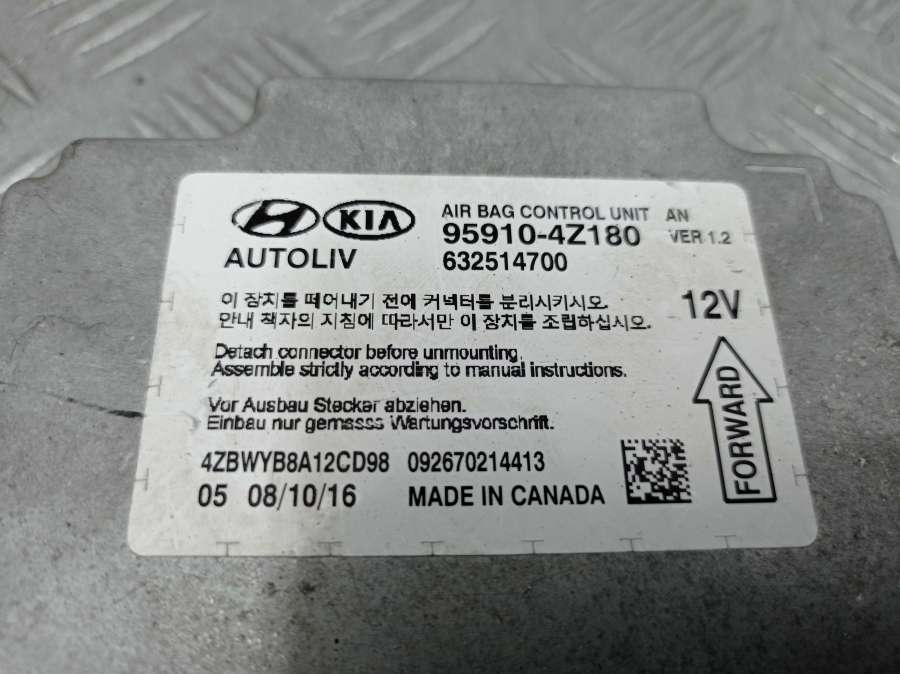 KIA
AIR BAG CONTROL UNIT AN
95910-4Z180 VER 1.2
AUTOLIV 632514700
이 장치를 떼어내기 전에 커넥터를 분리시키시오.
안내 책자의 지침에 따라서만 이 장치를 조립하십시오.
12V
Detach connector before unmounting.
Assemble strictly according to manual instructions.
Vor Ausbau Stecker abziehen.
Einbau nur gemasss Wartungsvorschrift.
FORWARD
4ZBWYB8A12CD98 092670214413
05 08/10/16 MADE IN CANADA